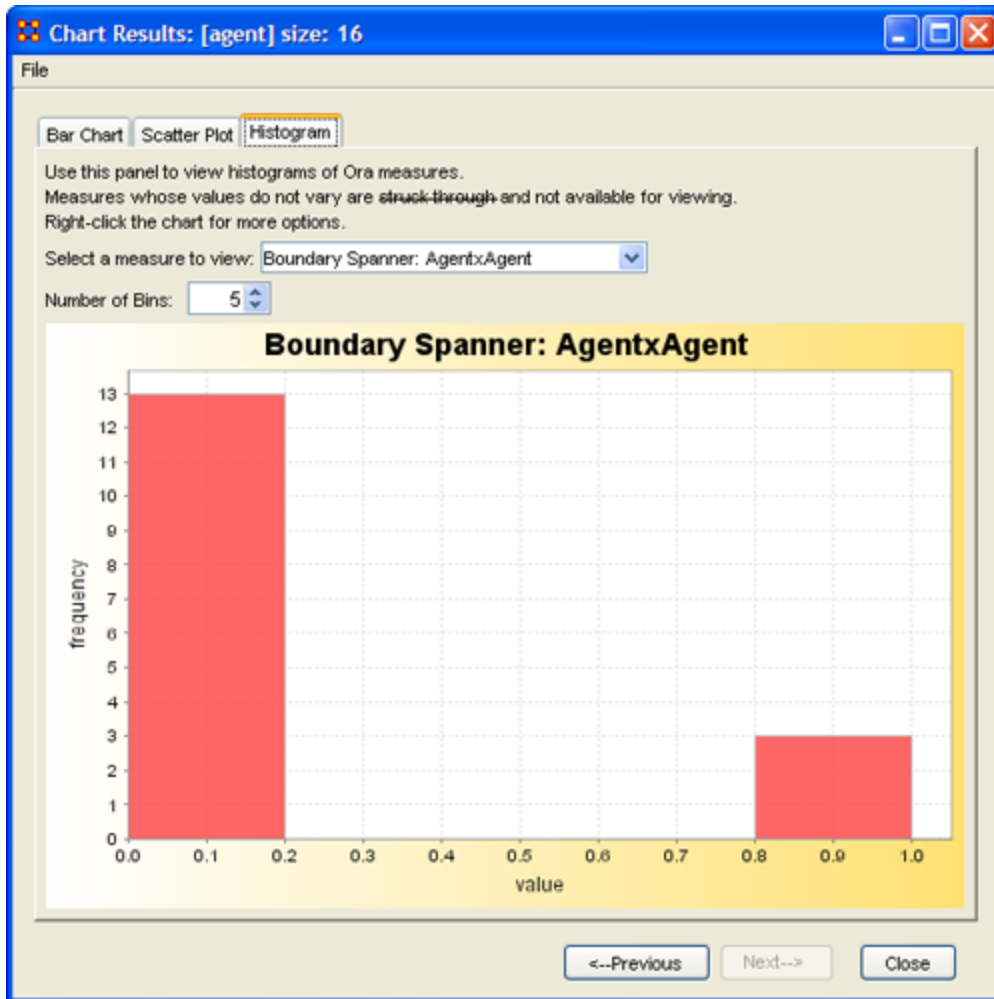 Chart Results: [agent] size: 16
File
Bar Chart Scatter Plot Histogram
Use this panel to view histograms of Ora measures.
Measures whose values do not vary are struck through and not available for viewing.
Right-click the chart for more options.
Select a measure to view: Boundary Spanner: AgentxAgent
Number of Bins: 5
Boundary Spanner: AgentxAgent
13
12
11
10
9
8
7
6
5
4
3
2
1
0
frequency
0.0 0.1 0.2 0.3 0.4 0.5 0.6 0.7 0.8 0.9 1.0
value
<--Previous Next--> Close